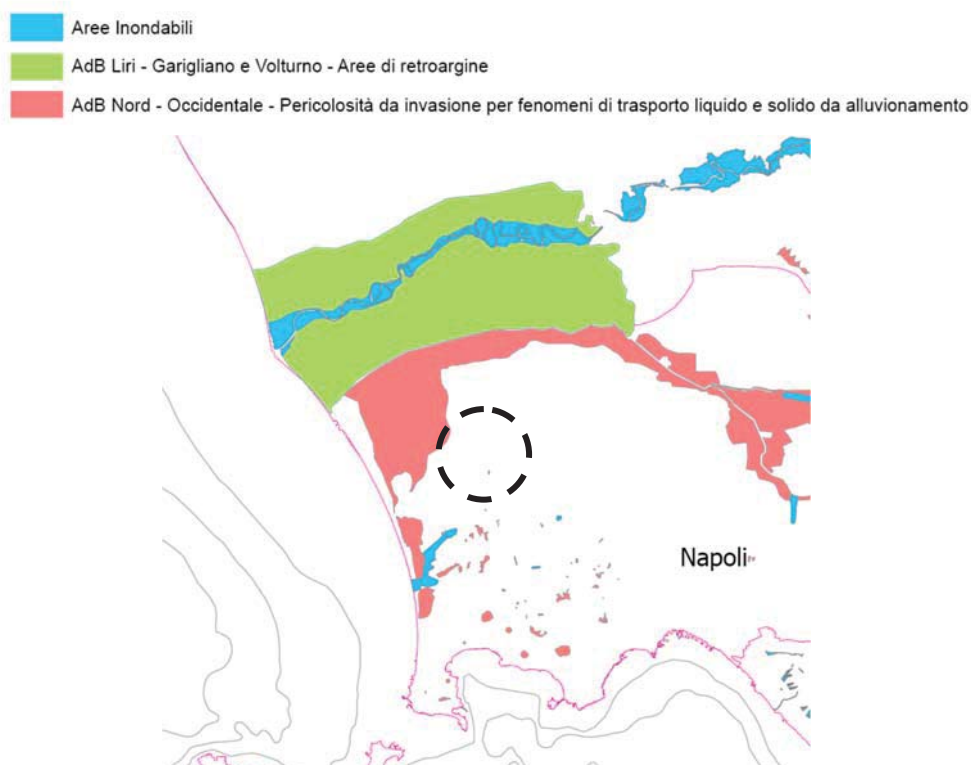 Aree Inondabili
AdB Liri - Garigliano e Volturno - Aree di retroargine
AdB Nord - Occidentale - Pericolosità da invasione per fenomeni di trasporto liquido e solido da alluvionamento
Napoli